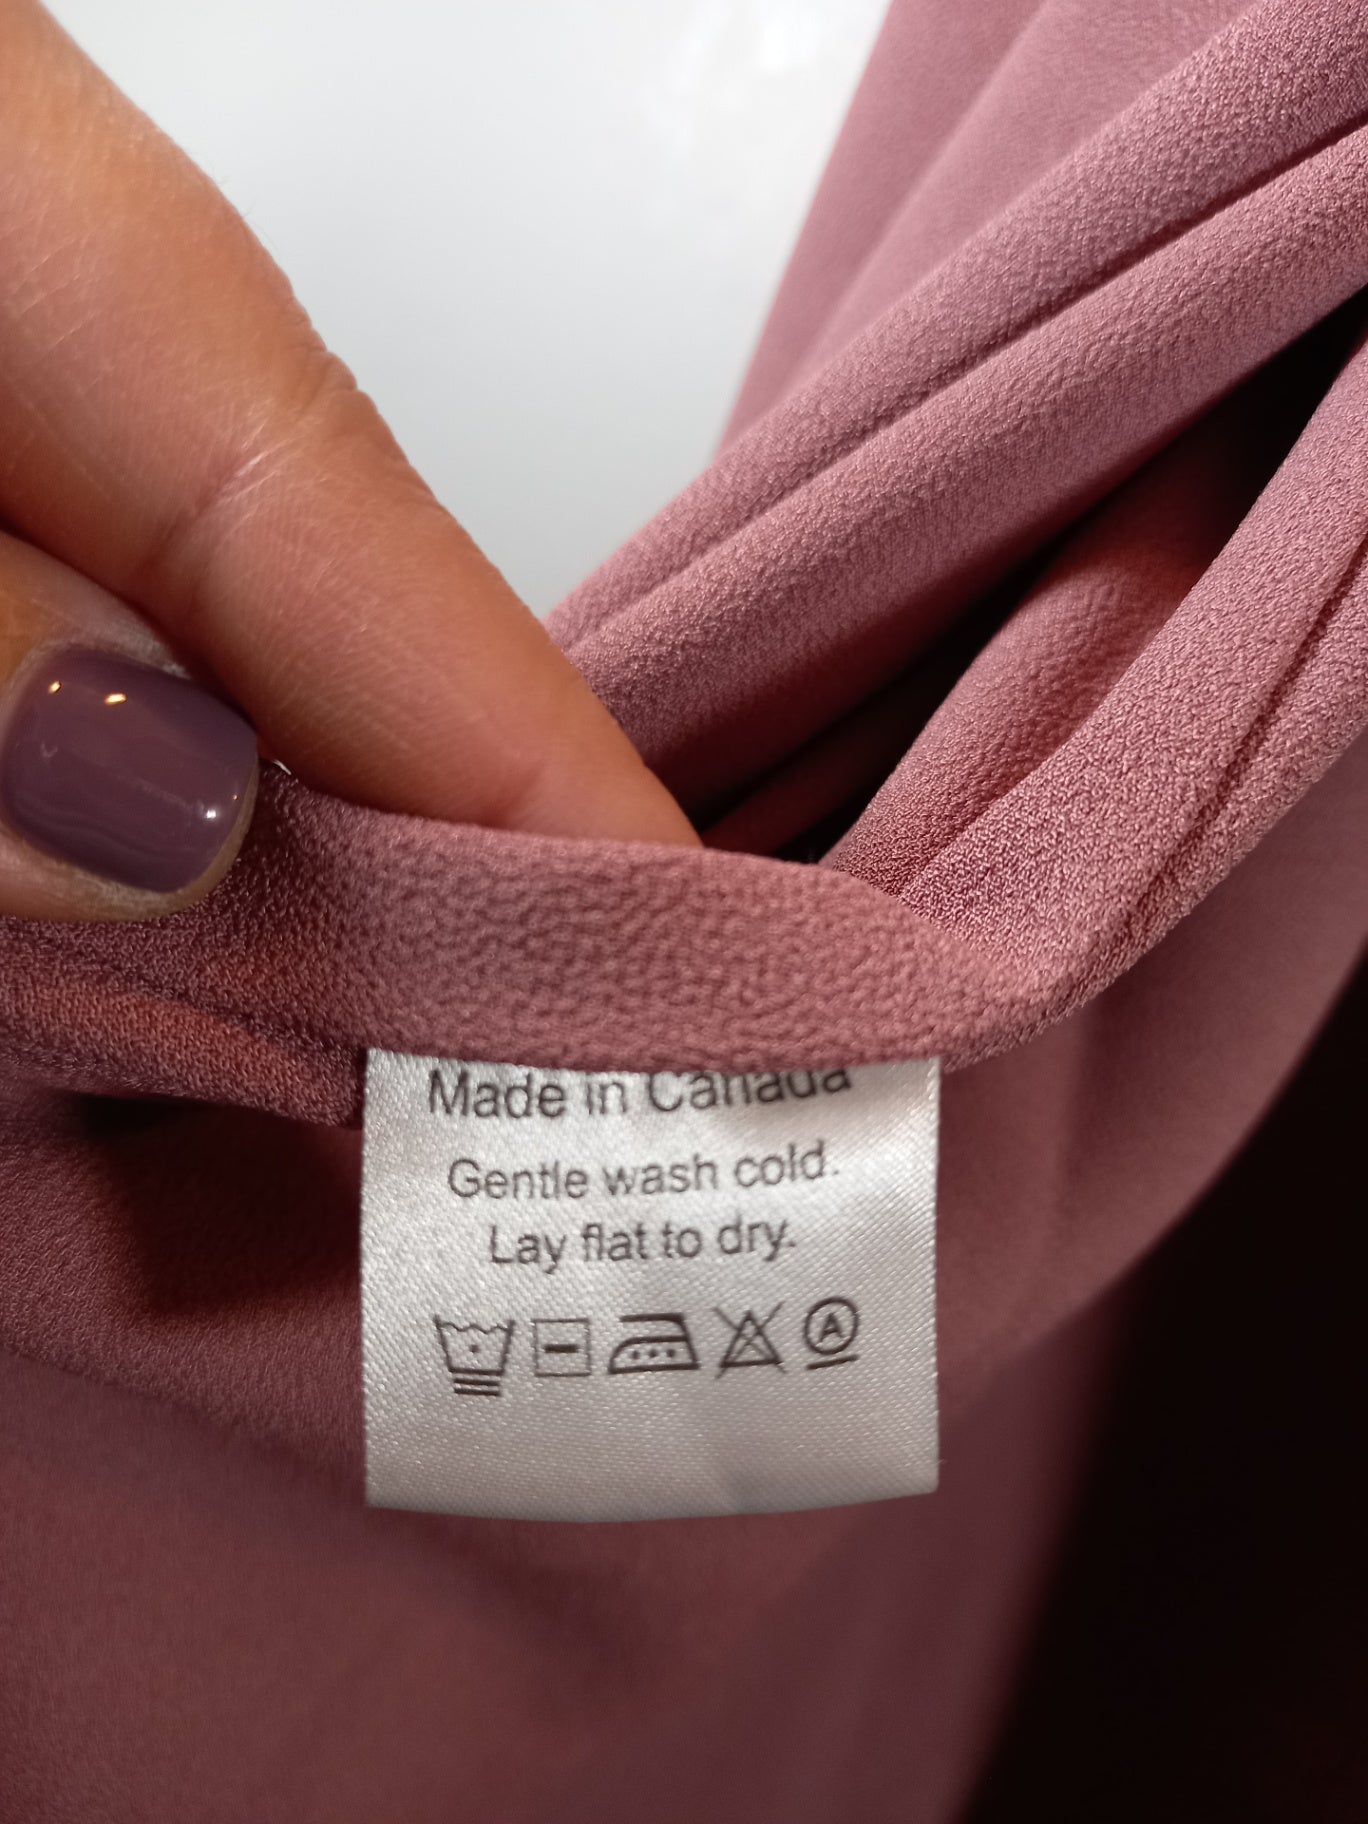 Made in Canada
Gentle wash cold.
Lay flat to dry.
A